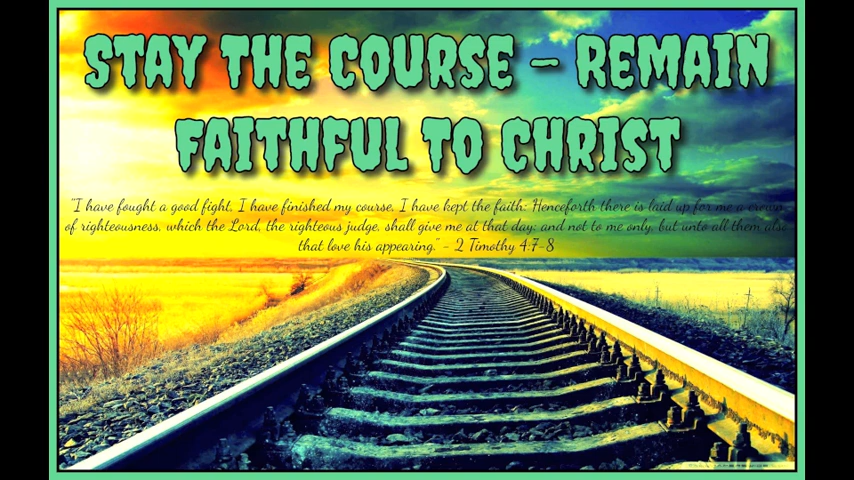 STAY THE COURSE - REMAIN
FAITHFUL TO CHRIST
"I have fought a good fight, I have finished my course, I have kept the faith: Henceforth there is laid up for me a crown
of righteousness, which the Lord, the righteous judge, shall give me at that day: and not to me only, but unto all them also
that love his appearing." - 2 Timothy 4:7-8